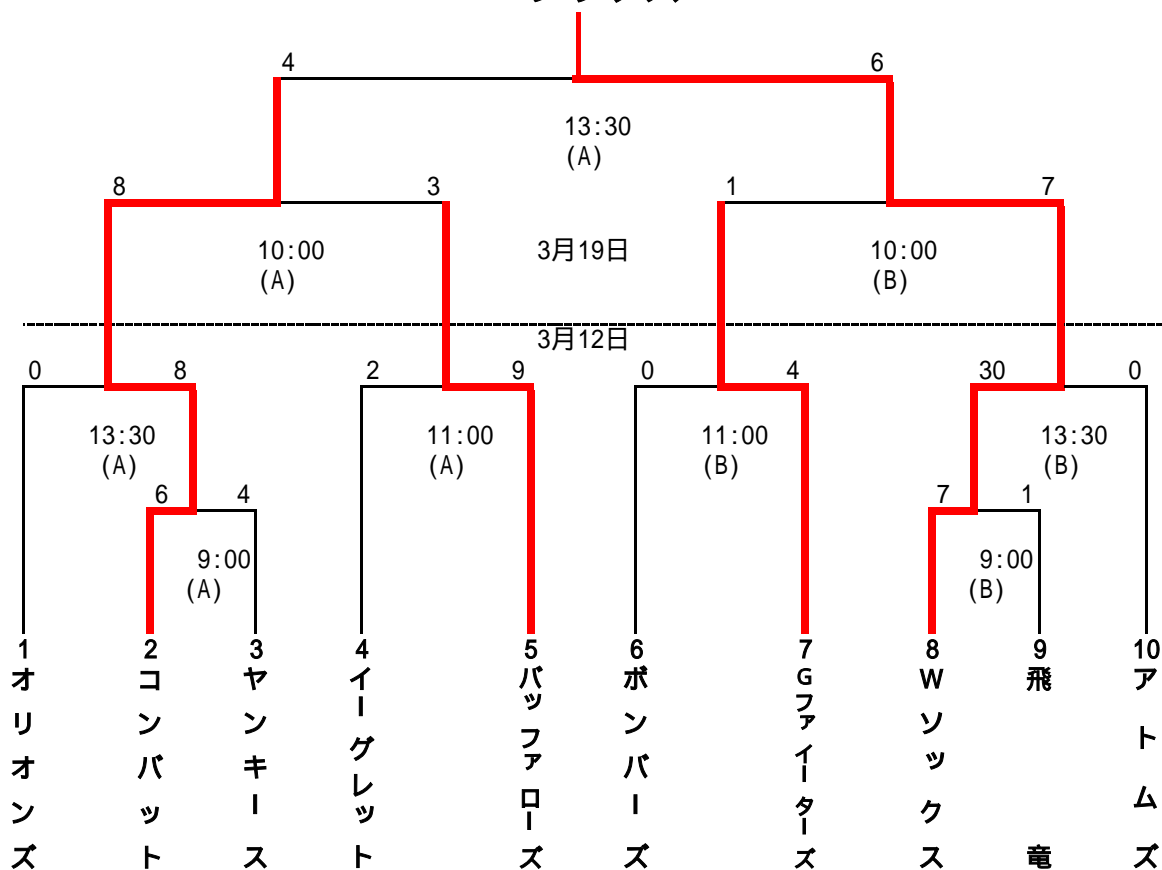 4 6
13:30
(A)
8 3 1 7
10:00 3月19日 10:00
(A) (B)
3月12日
0 8 2 9 0 4 30 0
13:30 11:00 11:00 13:30
(A) (A) (B) (B)
6 4 7 1
9:00 9:00
(A) (B)
1 2 3 4 5 6 7 8 9 10
オリオンズ
コンバット
ヤンキース
イーグレット
バッファローズ
ボンバーズ
Gファイターズ
Wソックス
飛竜
アトムズ